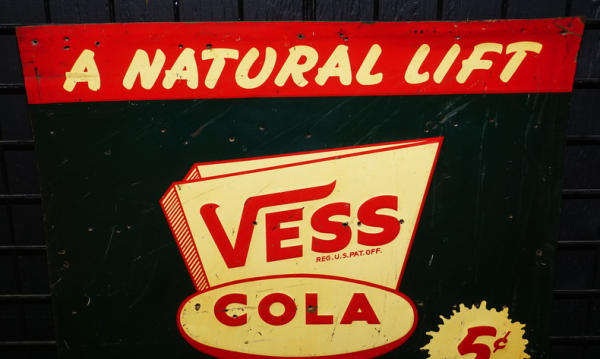 A NATURAL LIFT
VESS
REG.U.S.PAT.OFF.
COLA
5¢